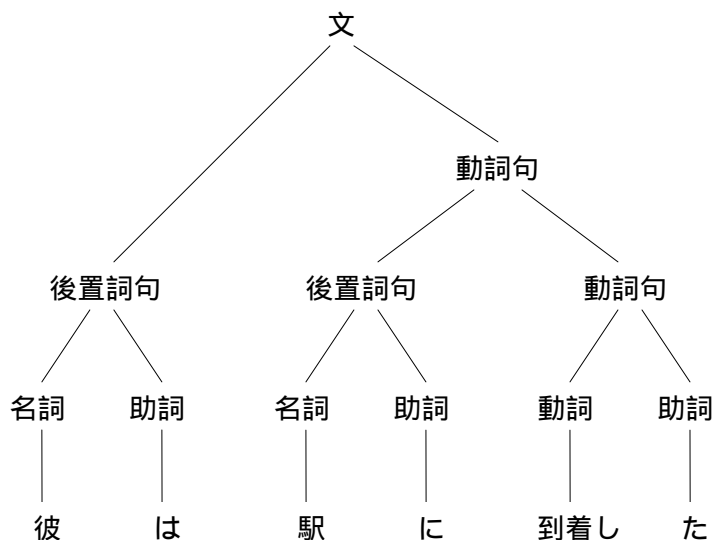 文
動詞句
後置詞句 後置詞句 動詞句
名詞 助詞 名詞 助詞 動詞 助詞
彼 は 駅 に 到着し た